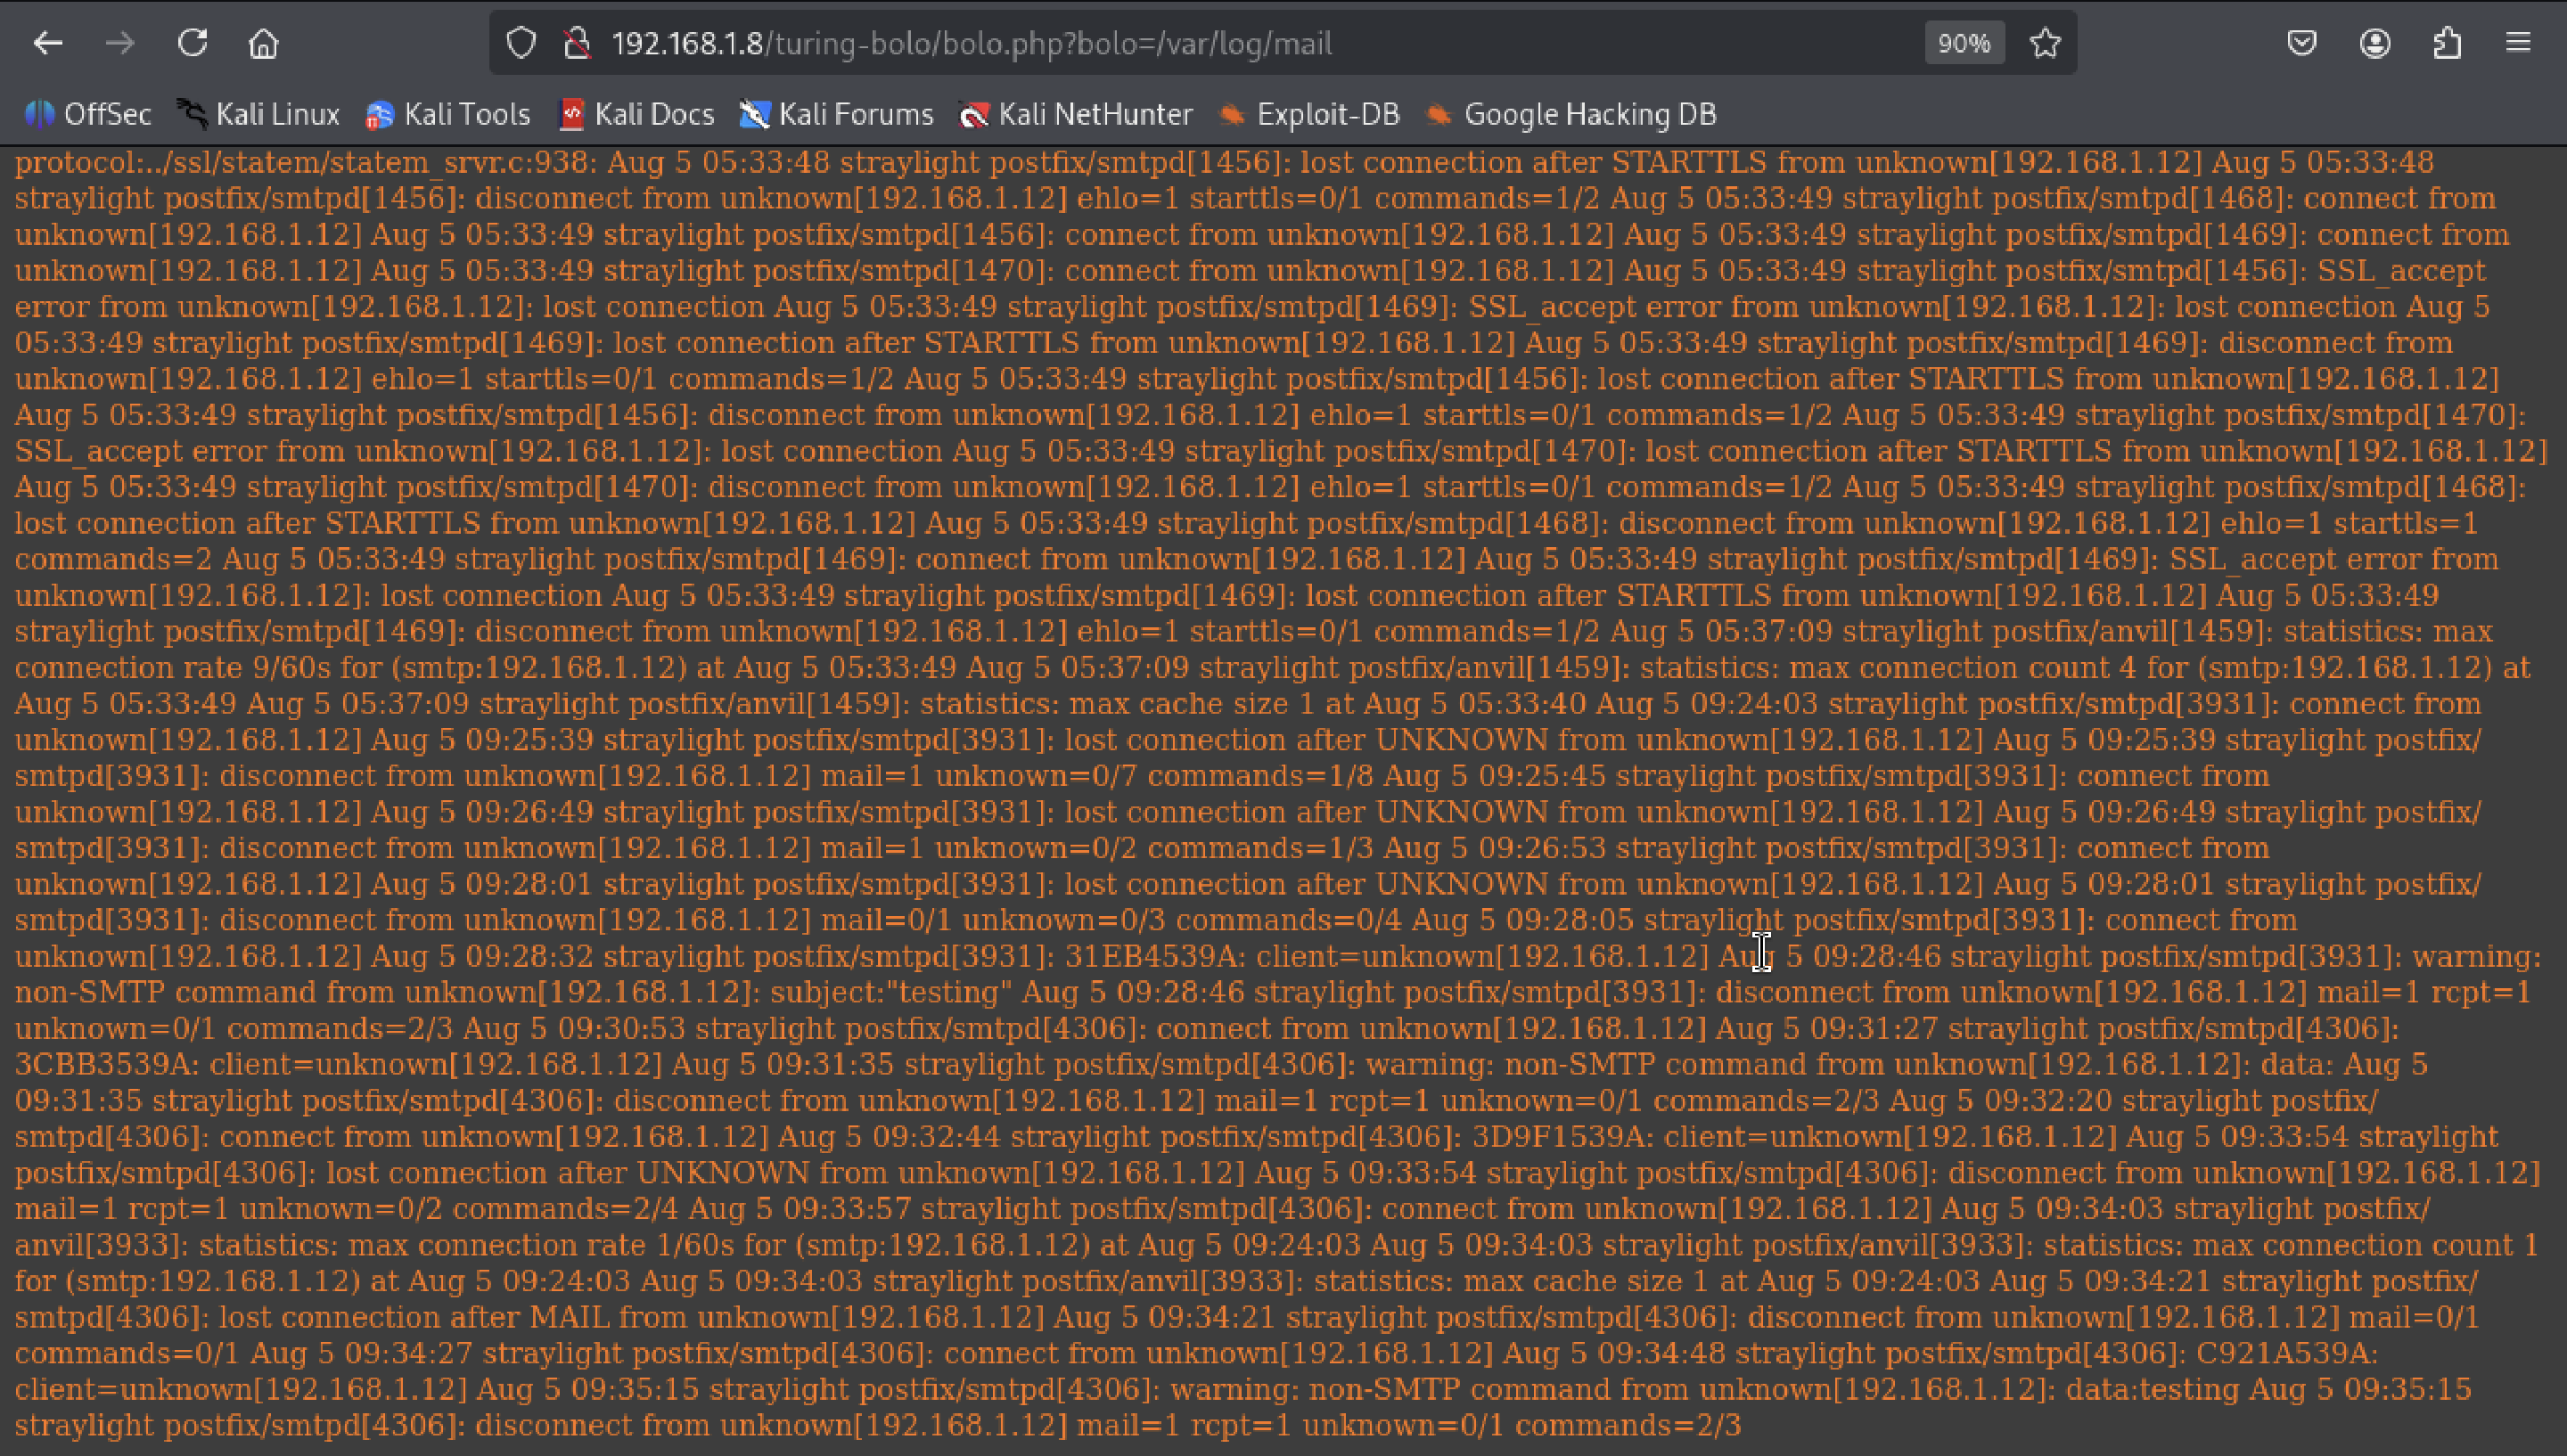 192.168.1.8/turing-bolo/bolo.php?bolo=/var/log/mail
90%
OffSec Kali Linux Kali Tools Kali Docs Kali Forums Kali NetHunter Exploit-DB Google Hacking DB
protocol:../ssl/statem/statem_srvr.c:938: Aug 5 05:33:48 straylight postfix/smtpd[1456]: lost connection after STARTTLS from unknown[192.168.1.12] Aug 5 05:33:48
straylight postfix/smtpd[1456]: disconnect from unknown[192.168.1.12] ehlo=1 starttls=0/1 commands=1/2 Aug 5 05:33:49 straylight postfix/smtpd[1468]: connect from
unknown[192.168.1.12] Aug 5 05:33:49 straylight postfix/smtpd[1456]: connect from unknown[192.168.1.12] Aug 5 05:33:49 straylight postfix/smtpd[1469]: connect from
unknown[192.168.1.12] Aug 5 05:33:49 straylight postfix/smtpd[1470]: connect from unknown[192.168.1.12] Aug 5 05:33:49 straylight postfix/smtpd[1456]: SSL_accept
error from unknown[192.168.1.12]: lost connection Aug 5 05:33:49 straylight postfix/smtpd[1469]: SSL_accept error from unknown[192.168.1.12]: lost connection Aug 5
05:33:49 straylight postfix/smtpd[1469]: lost connection after STARTTLS from unknown[192.168.1.12] Aug 5 05:33:49 straylight postfix/smtpd[1469]: disconnect from
unknown[192.168.1.12] ehlo=1 starttls=0/1 commands=1/2 Aug 5 05:33:49 straylight postfix/smtpd[1456]: lost connection after STARTTLS from unknown[192.168.1.12]
Aug 5 05:33:49 straylight postfix/smtpd[1456]: disconnect from unknown[192.168.1.12] ehlo=1 starttls=0/1 commands=1/2 Aug 5 05:33:49 straylight postfix/smtpd[1470]:
SSL_accept error from unknown[192.168.1.12]: lost connection Aug 5 05:33:49 straylight postfix/smtpd[1470]: lost connection after STARTTLS from unknown[192.168.1.12]
Aug 5 05:33:49 straylight postfix/smtpd[1470]: disconnect from unknown[192.168.1.12] ehlo=1 starttls=0/1 commands=1/2 Aug 5 05:33:49 straylight postfix/smtpd[1468]:
lost connection after STARTTLS from unknown[192.168.1.12] Aug 5 05:33:49 straylight postfix/smtpd[1468]: disconnect from unknown[192.168.1.12] ehlo=1 starttls=1
commands=2 Aug 5 05:33:49 straylight postfix/smtpd[1469]: connect from unknown[192.168.1.12] Aug 5 05:33:49 straylight postfix/smtpd[1469]: SSL_accept error from
unknown[192.168.1.12]: lost connection Aug 5 05:33:49 straylight postfix/smtpd[1469]: lost connection after STARTTLS from unknown[192.168.1.12] Aug 5 05:33:49
straylight postfix/smtpd[1469]: disconnect from unknown[192.168.1.12] ehlo=1 starttls=0/1 commands=1/2 Aug 5 05:37:09 straylight postfix/anvil[1459]: statistics: max
connection rate 9/60s for (smtp:192.168.1.12) at Aug 5 05:33:49 Aug 5 05:37:09 straylight postfix/anvil[1459]: statistics: max connection count 4 for (smtp:192.168.1.12) at
Aug 5 05:33:49 Aug 5 05:37:09 straylight postfix/anvil[1459]: statistics: max cache size 1 at Aug 5 05:33:40 Aug 5 09:24:03 straylight postfix/smtpd[3931]: connect from
unknown[192.168.1.12] Aug 5 09:25:39 straylight postfix/smtpd[3931]: lost connection after UNKNOWN from unknown[192.168.1.12] Aug 5 09:25:39 straylight postfix/
smtpd[3931]: disconnect from unknown[192.168.1.12] mail=1 unknown=0/7 commands=1/8 Aug 5 09:25:45 straylight postfix/smtpd[3931]: connect from
unknown[192.168.1.12] Aug 5 09:26:49 straylight postfix/smtpd[3931]: lost connection after UNKNOWN from unknown[192.168.1.12] Aug 5 09:26:49 straylight postfix/
smtpd[3931]: disconnect from unknown[192.168.1.12] mail=1 unknown=0/2 commands=1/3 Aug 5 09:26:53 straylight postfix/smtpd[3931]: connect from
unknown[192.168.1.12] Aug 5 09:28:01 straylight postfix/smtpd[3931]: lost connection after UNKNOWN from unknown[192.168.1.12] Aug 5 09:28:01 straylight postfix/
smtpd[3931]: disconnect from unknown[192.168.1.12] mail=0/1 unknown=0/3 commands=0/4 Aug 5 09:28:05 straylight postfix/smtpd[3931]: connect from
unknown[192.168.1.12] Aug 5 09:28:32 straylight postfix/smtpd[3931]: 31EB4539A: client=unknown[192.168.1.12] Aug 5 09:28:46 straylight postfix/smtpd[3931]: warning:
non-SMTP command from unknown[192.168.1.12]: subject:"testing" Aug 5 09:28:46 straylight postfix/smtpd[3931]: disconnect from unknown[192.168.1.12] mail=1 rcpt=1
unknown=0/1 commands=2/3 Aug 5 09:30:53 straylight postfix/smtpd[4306]: connect from unknown[192.168.1.12] Aug 5 09:31:27 straylight postfix/smtpd[4306]:
3CBB3539A: client=unknown[192.168.1.12] Aug 5 09:31:35 straylight postfix/smtpd[4306]: warning: non-SMTP command from unknown[192.168.1.12]: data: Aug 5
09:31:35 straylight postfix/smtpd[4306]: disconnect from unknown[192.168.1.12] mail=1 rcpt=1 unknown=0/1 commands=2/3 Aug 5 09:32:20 straylight postfix/
smtpd[4306]: connect from unknown[192.168.1.12] Aug 5 09:32:44 straylight postfix/smtpd[4306]: 3D9F1539A: client=unknown[192.168.1.12] Aug 5 09:33:54 straylight
postfix/smtpd[4306]: lost connection after UNKNOWN from unknown[192.168.1.12] Aug 5 09:33:54 straylight postfix/smtpd[4306]: disconnect from unknown[192.168.1.12]
mail=1 rcpt=1 unknown=0/2 commands=2/4 Aug 5 09:33:57 straylight postfix/smtpd[4306]: connect from unknown[192.168.1.12] Aug 5 09:34:03 straylight postfix/
anvil[3933]: statistics: max connection rate 1/60s for (smtp:192.168.1.12) at Aug 5 09:24:03 Aug 5 09:34:03 straylight postfix/anvil[3933]: statistics: max connection count 1
for (smtp:192.168.1.12) at Aug 5 09:24:03 Aug 5 09:34:03 straylight postfix/anvil[3933]: statistics: max cache size 1 at Aug 5 09:24:03 Aug 5 09:34:21 straylight postfix/
smtpd[4306]: lost connection after MAIL from unknown[192.168.1.12] Aug 5 09:34:21 straylight postfix/smtpd[4306]: disconnect from unknown[192.168.1.12] mail=0/1
commands=0/1 Aug 5 09:34:27 straylight postfix/smtpd[4306]: connect from unknown[192.168.1.12] Aug 5 09:34:48 straylight postfix/smtpd[4306]: C921A539A:
client=unknown[192.168.1.12] Aug 5 09:35:15 straylight postfix/smtpd[4306]: warning: non-SMTP command from unknown[192.168.1.12]: data:testing Aug 5 09:35:15
straylight postfix/smtpd[4306]: disconnect from unknown[192.168.1.12] mail=1 rcpt=1 unknown=0/1 commands=2/3